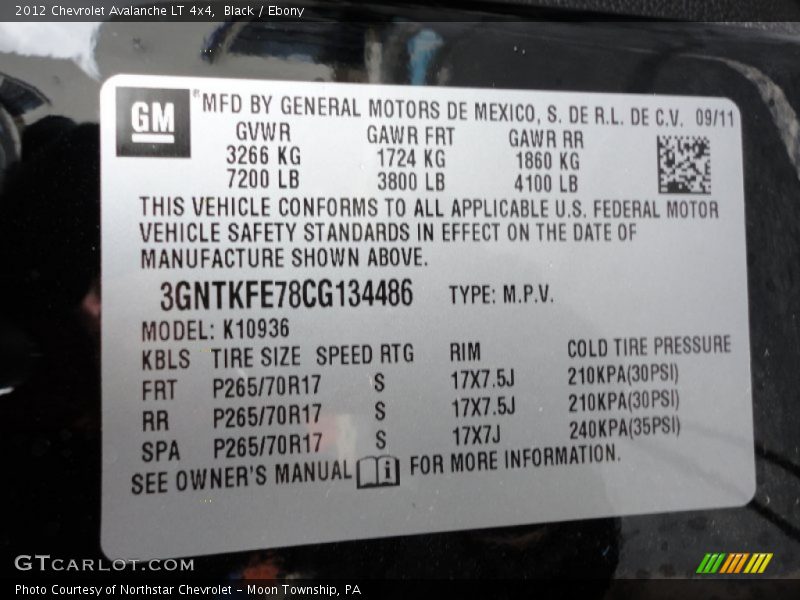 2012 Chevrolet Avalanche LT 4x4, Black / Ebony
GM
*MFD BY GENERAL MOTORS DE MEXICO, S. DE R.L. DE C.V. 09/11
GVWR GAWR FRT GAWR RR
3266 KG 1724 KG 1860 KG
7200 LB 3800 LB 4100 LB
THIS VEHICLE CONFORMS TO ALL APPLICABLE U.S. FEDERAL MOTOR
VEHICLE SAFETY STANDARDS IN EFFECT ON THE DATE OF
MANUFACTURE SHOWN ABOVE.
3GNTKFE78CG134486 TYPE: M.P.V.
MODEL: K10936
KBLS TIRE SIZE SPEED RTG RIM COLD TIRE PRESSURE
FRT P265/70R17 S 17X7.5J 210KPA(30PSI)
RR P265/70R17 S 17X7.5J 210KPA(30PSI)
SPA P265/70R17 S 17X7J 240KPA(35PSI)
SEE OWNER'S MANUAL i FOR MORE INFORMATION.
GTCARLOT.COM
Photo Courtesy of Northstar Chevrolet – Moon Township, PA